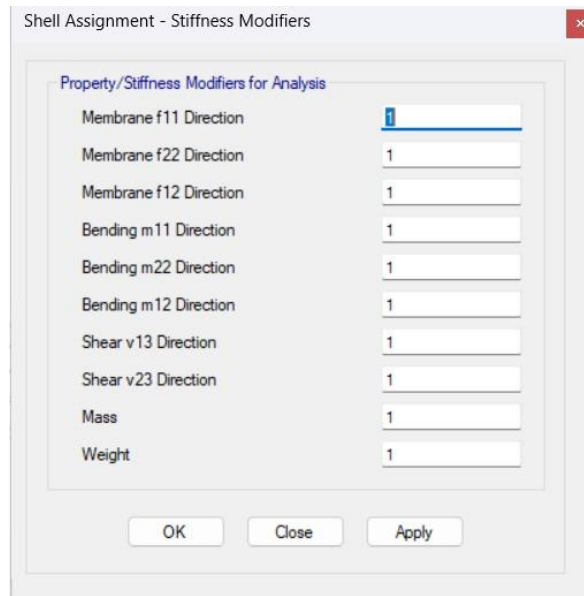 Shell Assignment - Stiffness Modifiers
Property/Stiffness Modifiers for Analysis
Membrane f11 Direction 1
Membrane f22 Direction 1
Membrane f12 Direction 1
Bending m11 Direction 1
Bending m22 Direction 1
Bending m12 Direction 1
Shear v13 Direction 1
Shear v23 Direction 1
Mass 1
Weight 1
OK Close Apply